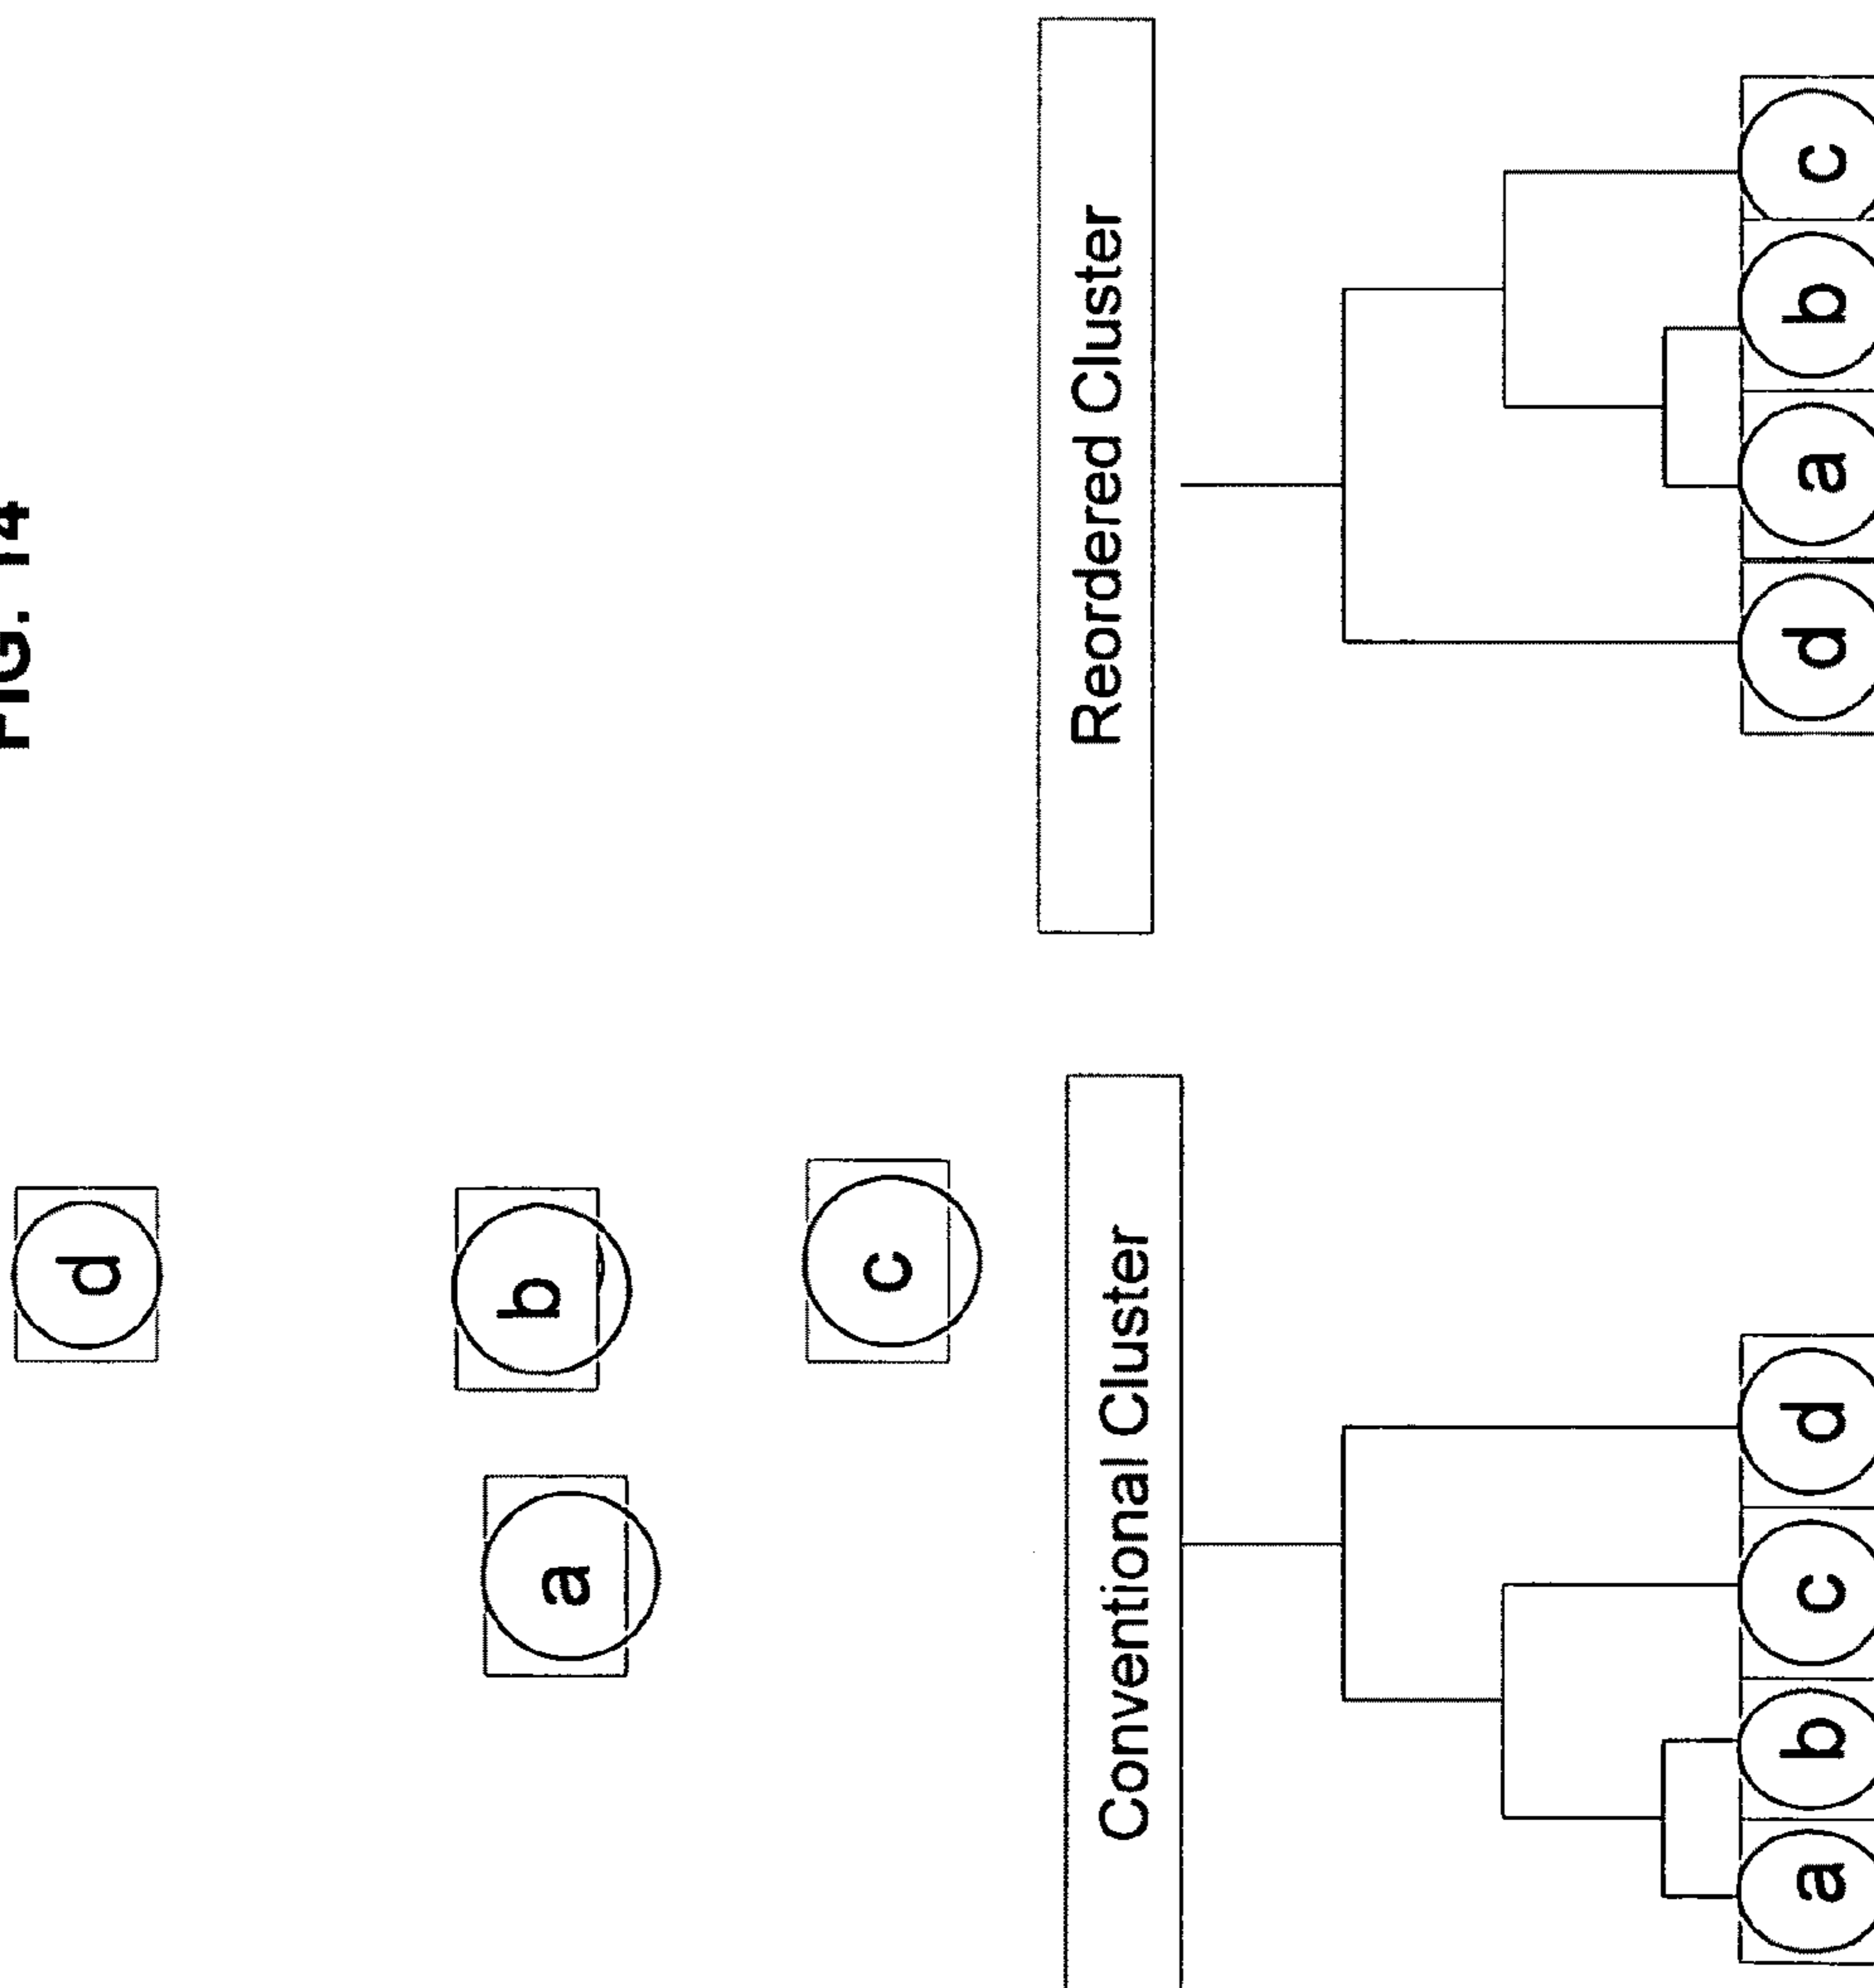 FIG. 14
d
b
a
c
Conventional Cluster
Reordered Cluster
a b c d
d a b c